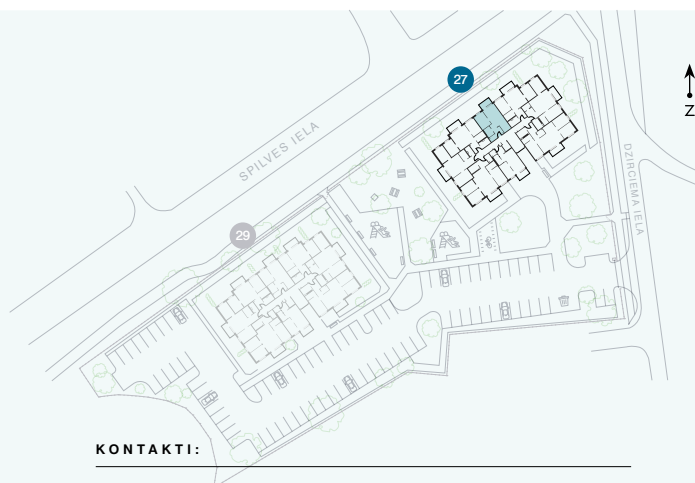 27
Z
SPILVES IELA
DZIRCIEMA IELA
29
KONTAKTI: